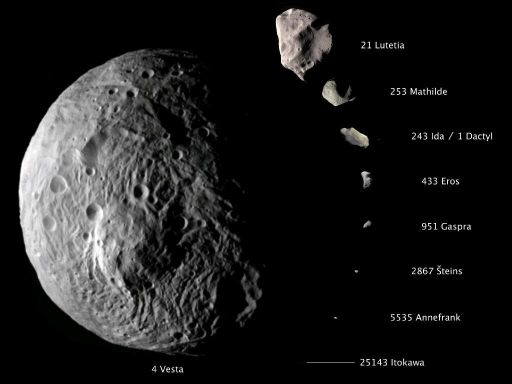 21 Lutetia
253 Mathilde
243 Ida / 1 Dactyl
433 Eros
951 Gaspra
2867 Šteins
5535 Annefrank
25143 Itokawa
4 Vesta